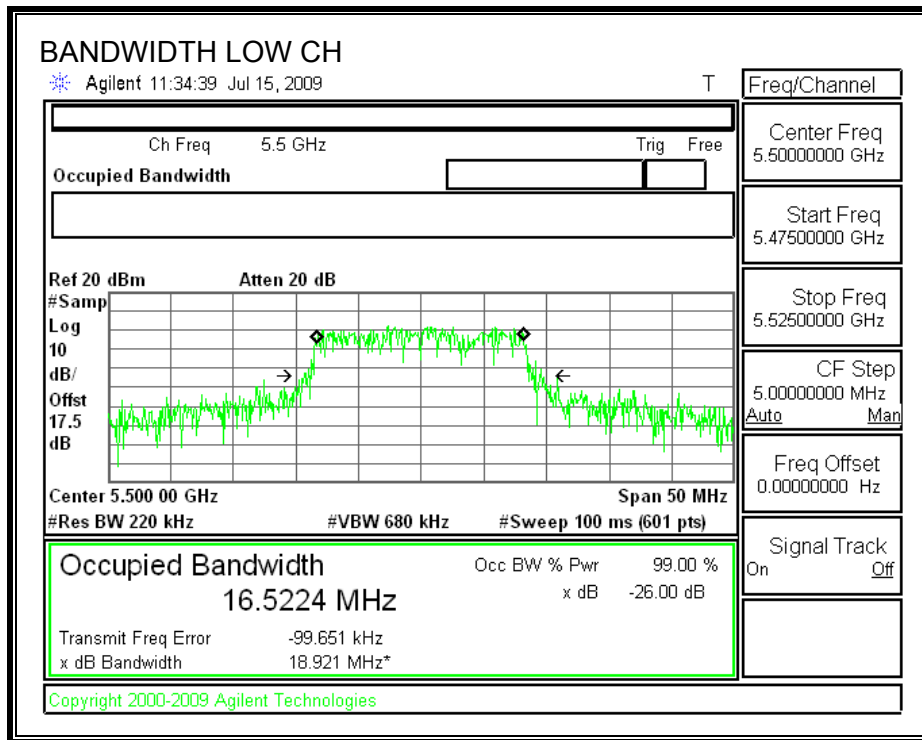 BANDWIDTH LOW CH
Agilent 11:34:39 Jul 15, 2009 T
Freq/Channel
Ch Freq 5.5 GHz Trig Free
Occupied Bandwidth
Center Freq
5.50000000 GHz
Start Freq
5.47500000 GHz
Stop Freq
5.52500000 GHz
CF Step
5.00000000 MHz
Auto Man
Freq Offset
0.00000000 Hz
Signal Track
On Off
Ref 20 dBm Atten 20 dB
#Samp
Log
10
dB/
Offst
17.5
dB
Center 5.500 00 GHz Span 50 MHz
#Res BW 220 kHz #VBW 680 kHz #Sweep 100 ms (601 pts)
Occupied Bandwidth Occ BW % Pwr 99.00 %
16.5224 MHz x dB -26.00 dB
Transmit Freq Error -99.651 kHz
x dB Bandwidth 18.921 MHz*
Copyright 2000-2009 Agilent Technologies